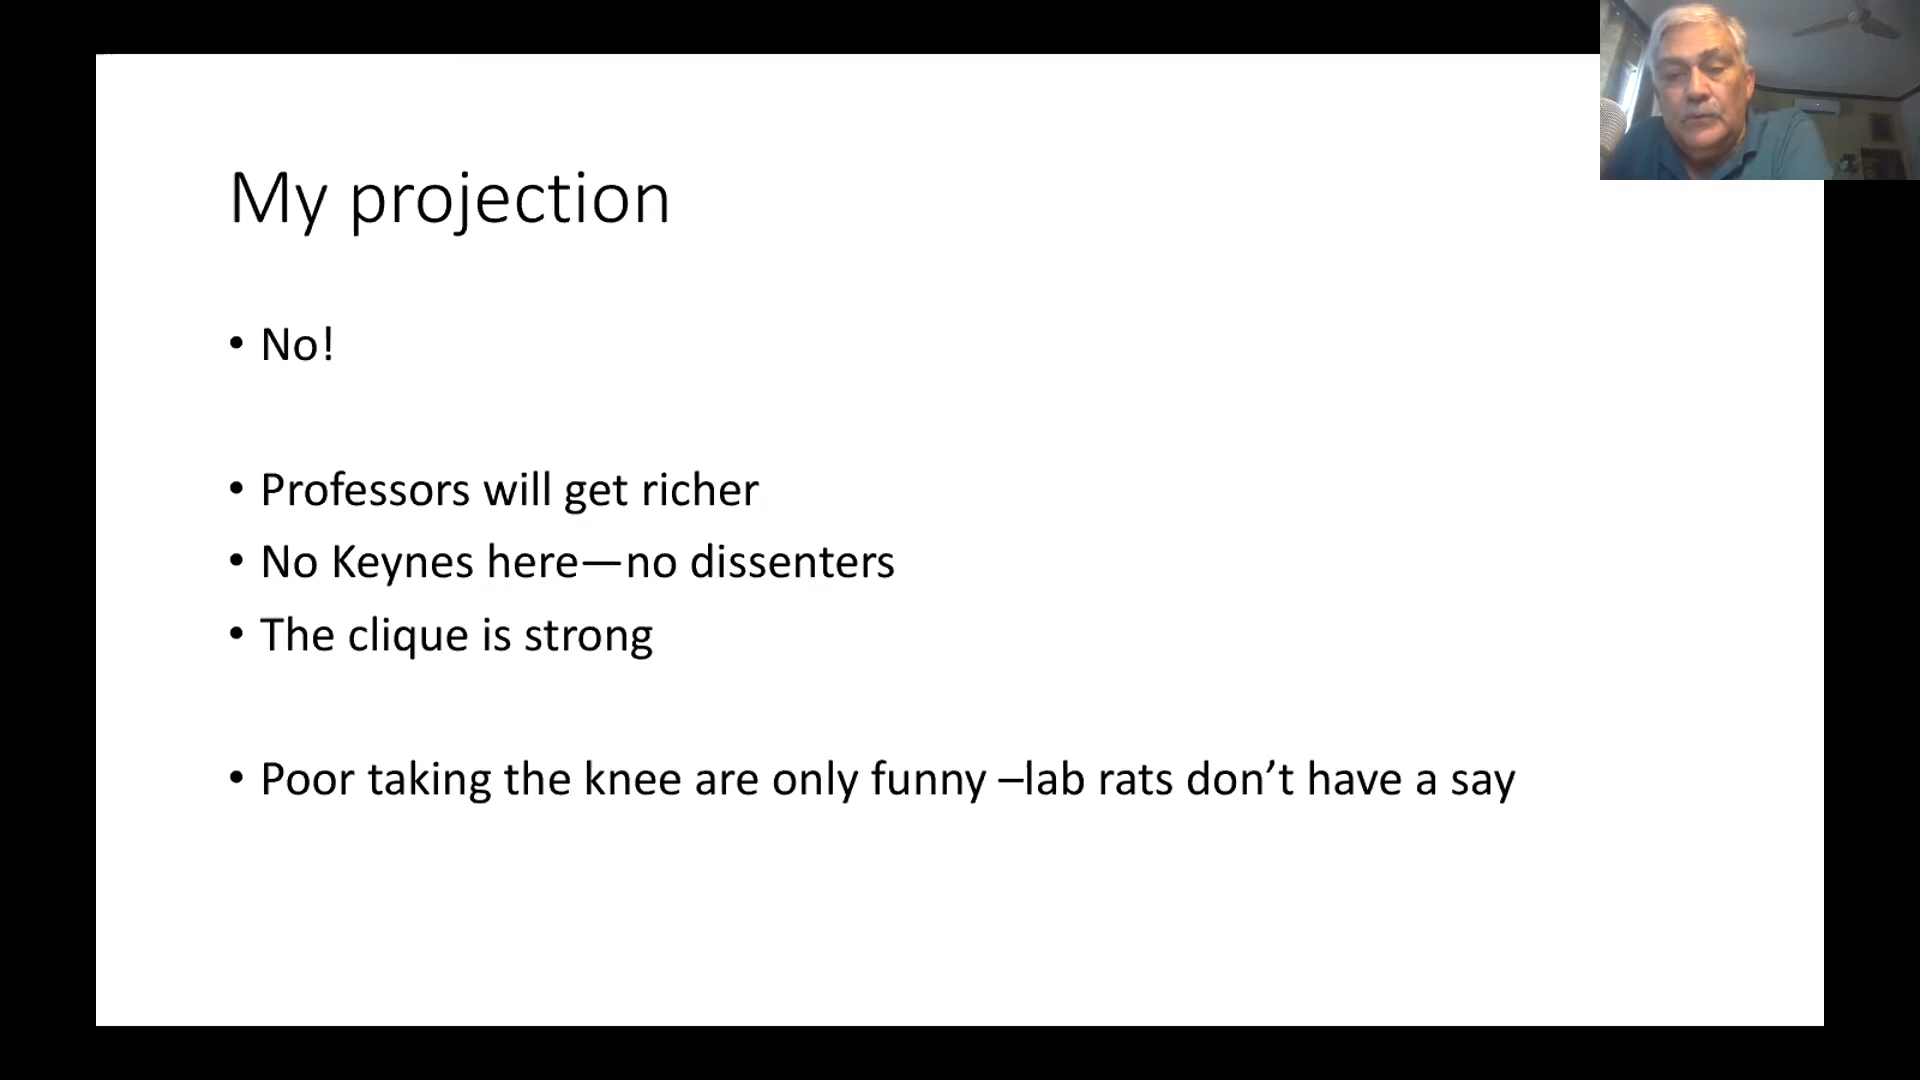 My projection
• No!
• Professors will get richer
• No Keynes here—no dissenters
• The clique is strong
• Poor taking the knee are only funny –lab rats don’t have a say